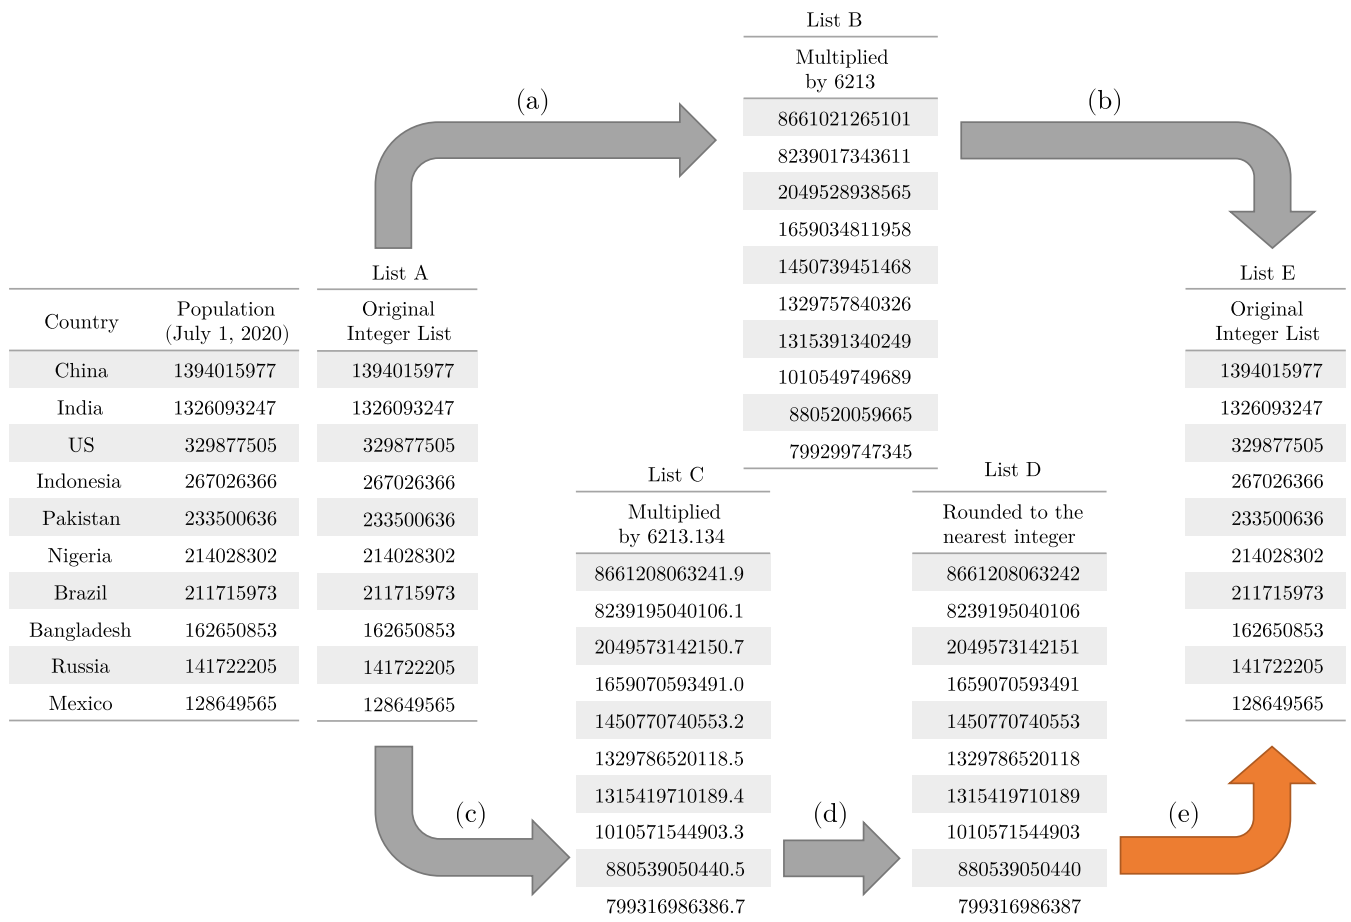 List B
Multiplied
by 6213
8661021265101
8239017343611
2049528938565
1659034811958
1450739451468
1329757840326
1315391340249
1010549749689
880520059665
799299747345
(a)
(b)
Country Population
(July 1, 2020)
China 1394015977
India 1326093247
US 329877505
Indonesia 267026366
Pakistan 233500636
Nigeria 214028302
Brazil 211715973
Bangladesh 162650853
Russia 141722205
Mexico 128649565
List A
Original
Integer List
1394015977
1326093247
329877505
267026366
233500636
214028302
211715973
162650853
141722205
128649565
List E
Original
Integer List
1394015977
1326093247
329877505
267026366
233500636
214028302
211715973
162650853
141722205
128649565
List C
Multiplied
by 6213.134
8661208063241.9
8239195040106.1
2049573142150.7
1659070593491.0
1450770740553.2
1329786520118.5
1315419710189.4
1010571544903.3
880539050440.5
799316986386.7
List D
Rounded to the
nearest integer
8661208063242
8239195040106
2049573142151
1659070593491
1450770740553
1329786520118
1315419710189
1010571544903
880539050440
799316986387
(c)
(d)
(e)